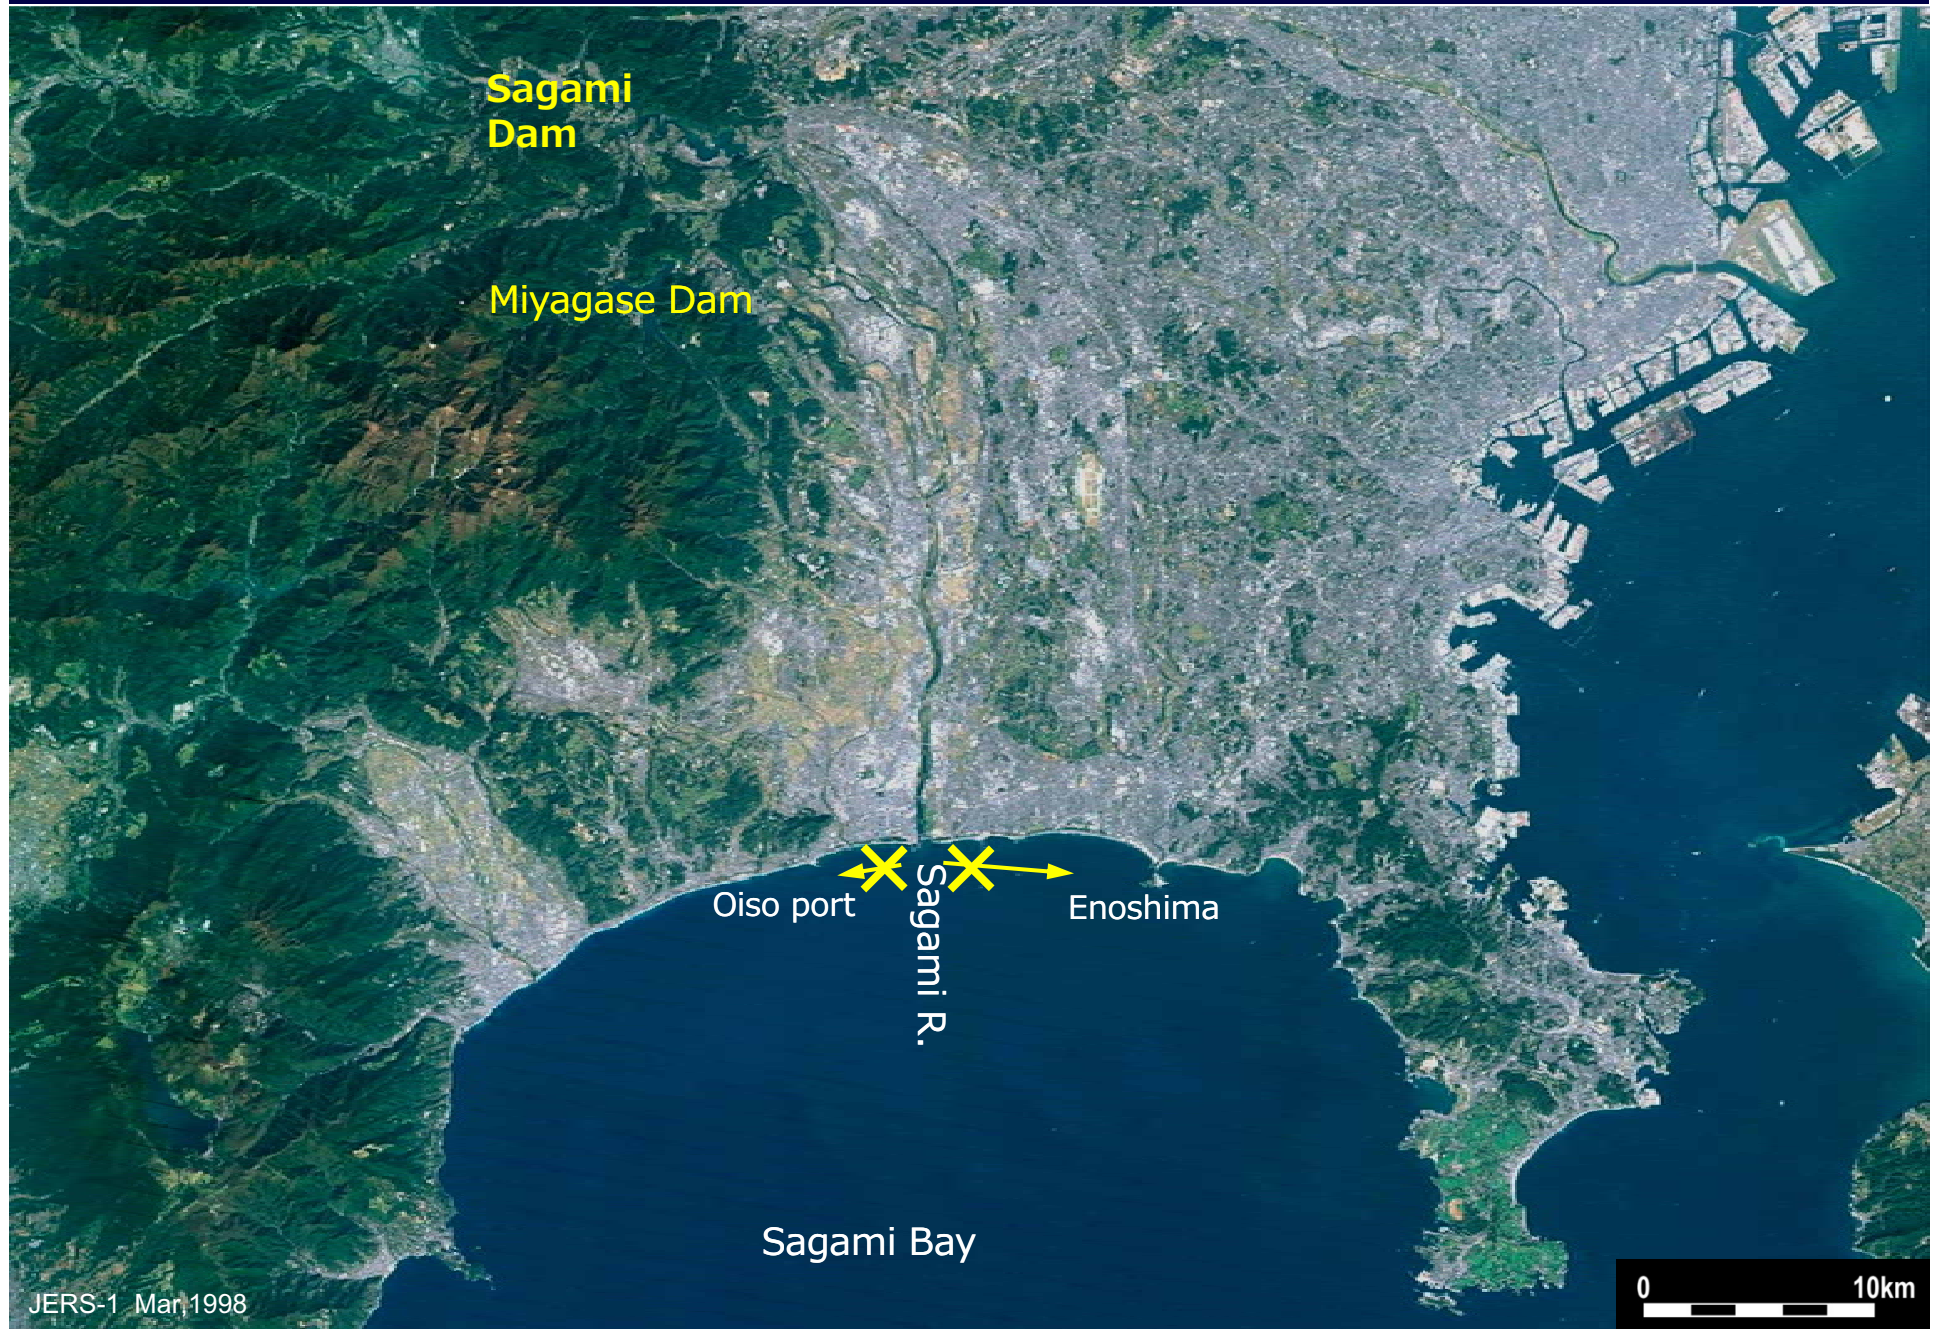 Sagami
Dam
Miyagase Dam
Oiso port
Sagami R.
Enoshima
Sagami Bay
JERS-1 Mar,1998
0 10km